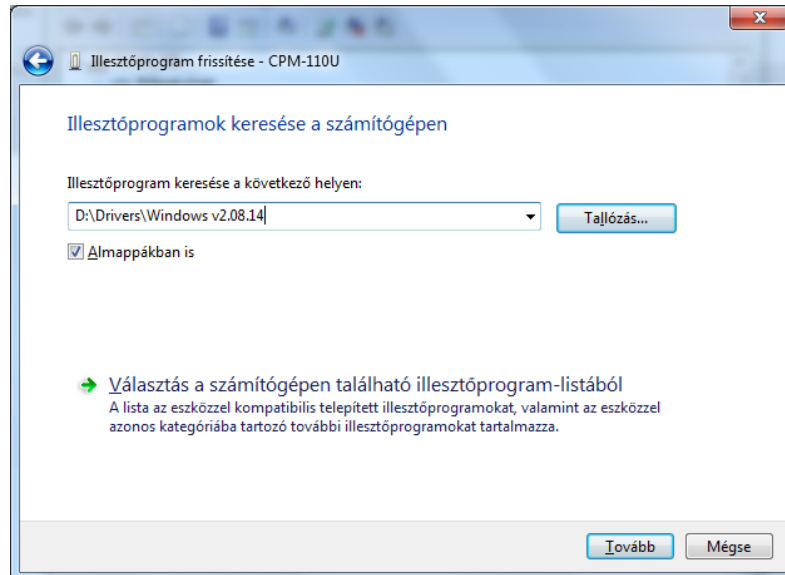 Illesztőprogram frissítése - CPM-110U
Illesztőprogramok keresése a számítógépen
Illesztőprogram keresése a következő helyen:
D:\Drivers\Windows v2.08.14
Tallózás...
Almappákban is
Választás a számítógépen található illesztőprogram-listából
A lista az eszközzel kompatibilis telepített illesztőprogramokat, valamint az eszközzel
azonos kategóriába tartozó további illesztőprogramokat tartalmazza.
Tovább
Mégse